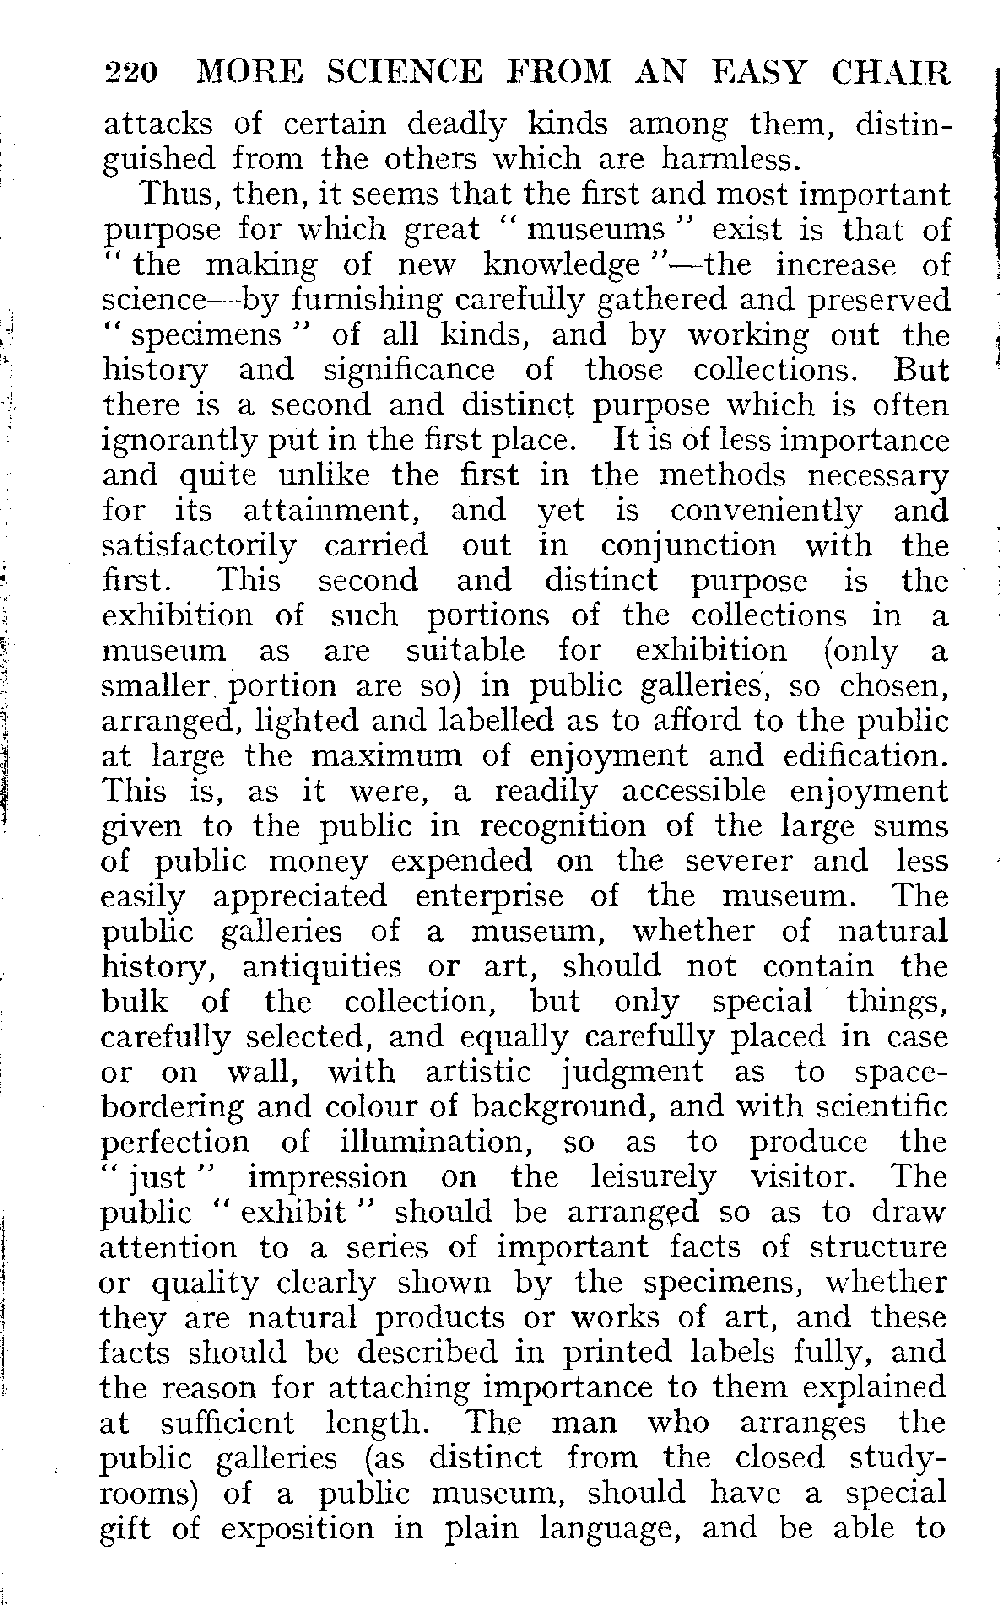 220 MORE SCIENCE FROM AN EASY CHAIR
attacks of certain deadly kinds among them, distin-
guished from the others which are harmless.
Thus, then, it seems that the first and most important
purpose for which great " museums " exist is that of
" the making of new knowledge "—the increase of
science—by furnishing carefully gathered and preserved
" specimens " of all kinds, and by working out the
history and significance of those collections. But
there is a second and distinct purpose which is often
ignorantly put in the first place. It is of less importance
and quite unlike the first in the methods necessary
for its attainment, and yet is conveniently and
satisfactorily carried out in conjunction with the
first. This second and distinct purpose is the
exhibition of such portions of the collections in a
museum as are suitable for exhibition (only a
smaller portion are so) in public galleries, so chosen,
arranged, lighted and labelled as to afford to the public
at large the maximum of enjoyment and edification.
This is, as it were, a readily accessible enjoyment
given to the public in recognition of the large sums
of public money expended on the severer and less
easily appreciated enterprise of the museum. The
public galleries of a museum, whether of natural
history, antiquities or art, should not contain the
bulk of the collection, but only special things,
carefully selected, and equally carefully placed in case
or on wall, with artistic judgment as to space-
bordering and colour of background, and with scientific
perfection of illumination, so as to produce the
" just " impression on the leisurely visitor. The
public " exhibit " should be arranged so as to draw
attention to a series of important facts of structure
or quality clearly shown by the specimens, whether
they are natural products or works of art, and these
facts should be described in printed labels fully, and
the reason for attaching importance to them explained
at sufficient length. The man who arranges the
public galleries (as distinct from the closed study-
rooms) of a public museum, should have a special
gift of exposition in plain language, and be able to